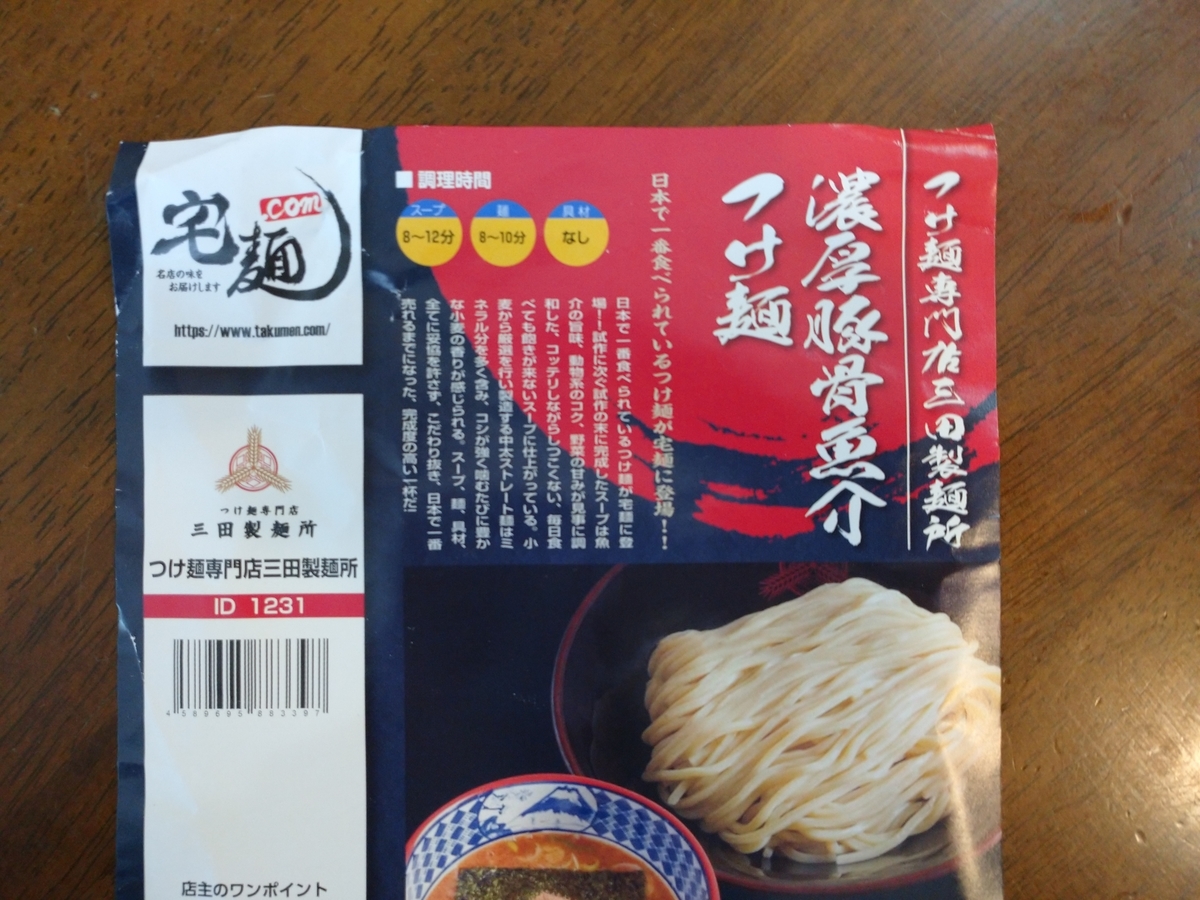 つけ麺専門店三田製麺所
濃厚豚骨魚介
つけ麺
日本で一番食べられているつけ麺が宅麺に登場!!
■調理時間
スープ
8〜12分
麺
8〜10分
具材
なし
日本で一番食べられているつけ麺が宅麺に登
場!!試作に次ぐ試作の末に完成したスープは魚
介の旨味、動物系のコク、野菜の甘みが見事に調
和した、コッテリしながらしつこくない、毎日食
べても飽きが来ないスープに仕上がっている。小
麦から厳選を行い製造する中太ストレート麺はミ
ネラル分を多く含み、コシが強く噛むたびに豊か
な小麦の香りが感じられる。スープ、麺、具材、
全てに妥協を許さず、こだわり抜き、日本で一番
売れるまでになった、完成度の高い一杯だ!
宅麺.com
名店の味を
お届けします
https://www.takumen.com/
つけ麺専門店
三田製麺所
つけ麺専門店三田製麺所
ID 1231
店主のワンポイント